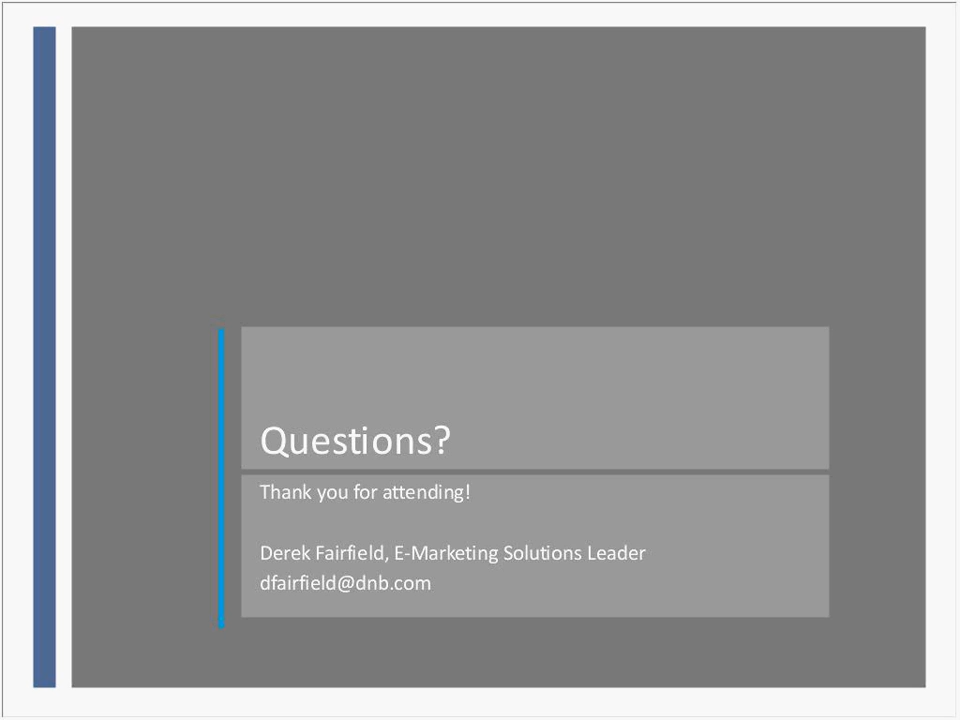 Questions?
Thank you for attending!
Derek Fairfield, E-Marketing Solutions Leader
dfairfield@dnb.com